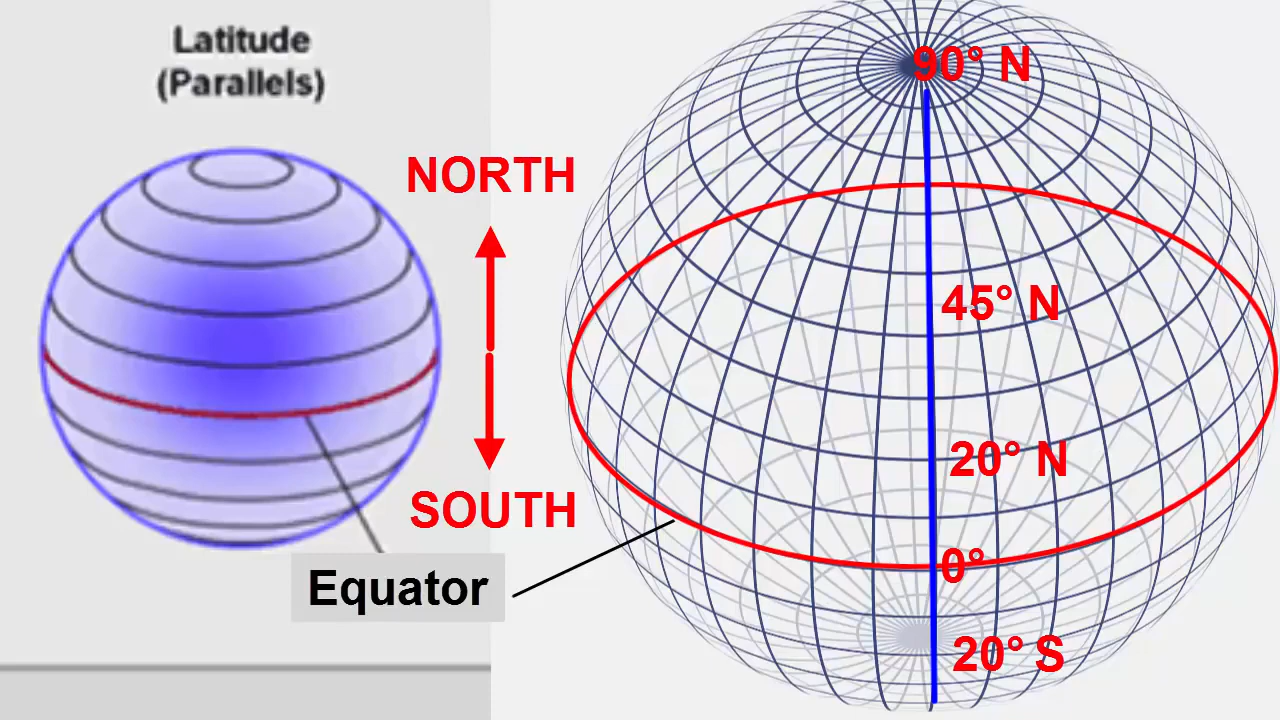 Latitude
(Parallels)
NORTH
SOUTH
Equator
90° N
45° N
20° N
0°
20° S